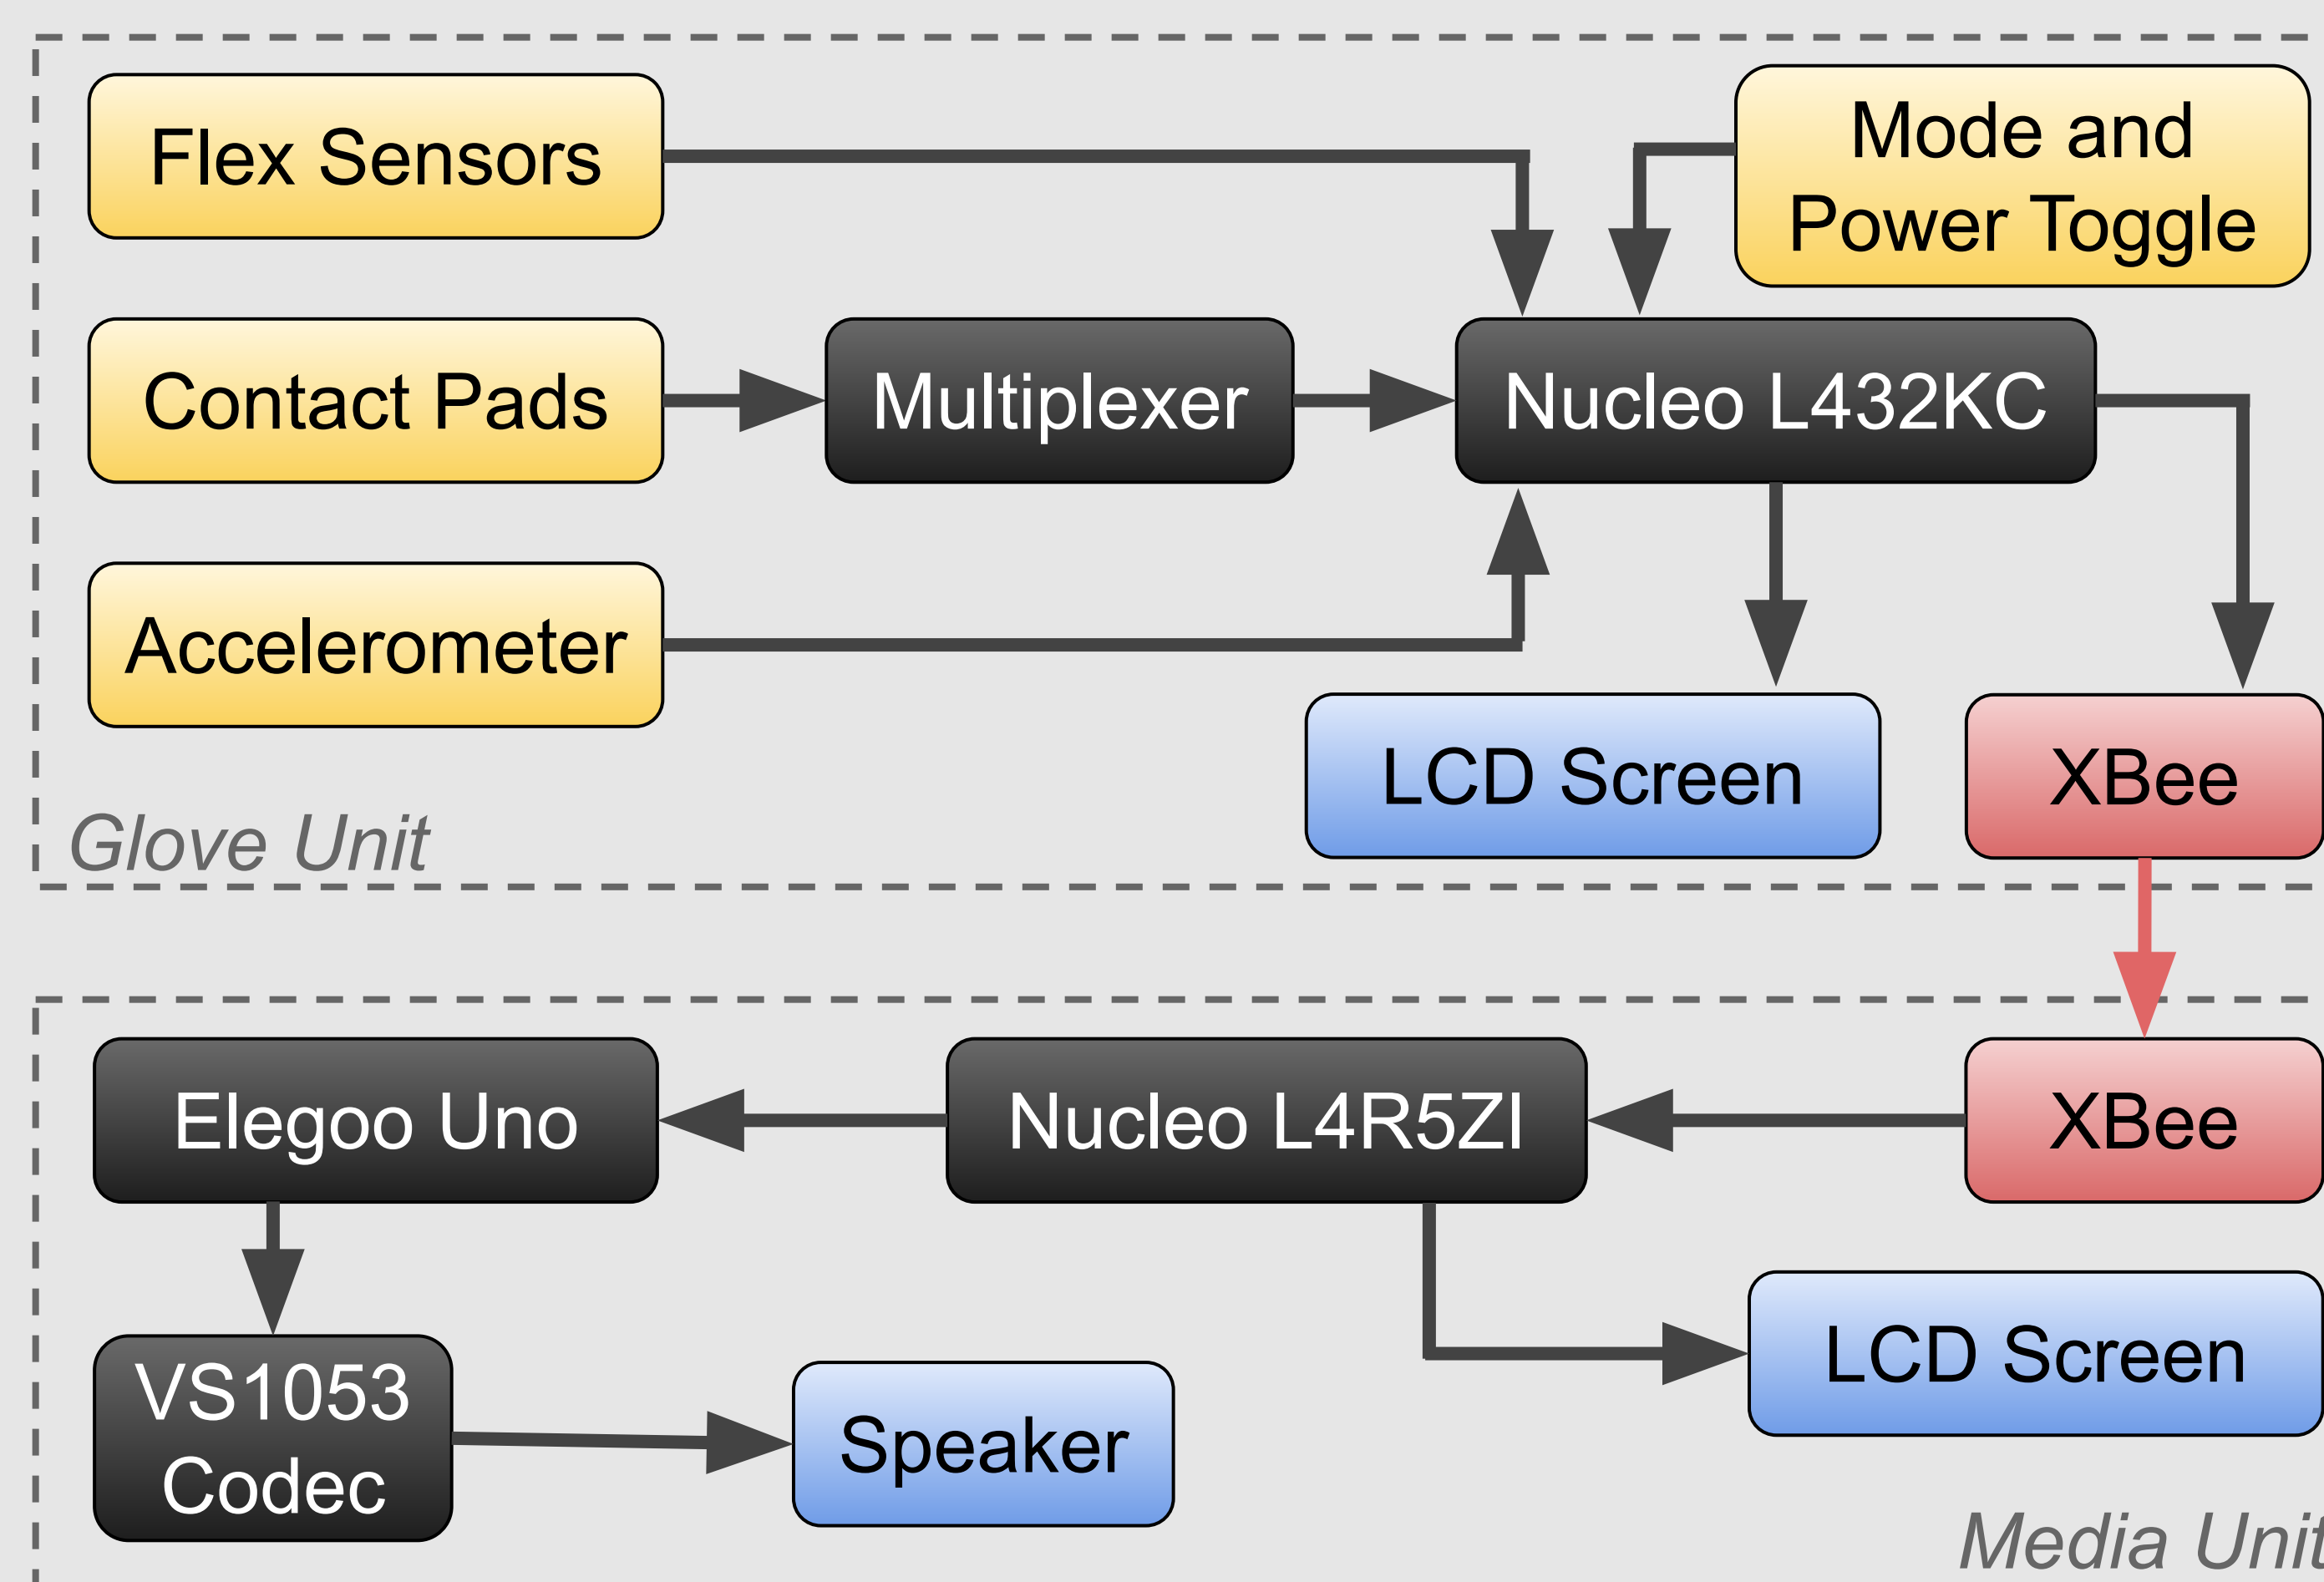 Flex Sensors
Mode and
Power Toggle
Contact Pads
Multiplexer
Nucleo L432KC
Accelerometer
LCD Screen
XBee
Glove Unit
Elegoo Uno
Nucleo L4R5ZI
XBee
LCD Screen
VS1053
Codec
Speaker
Media Unit